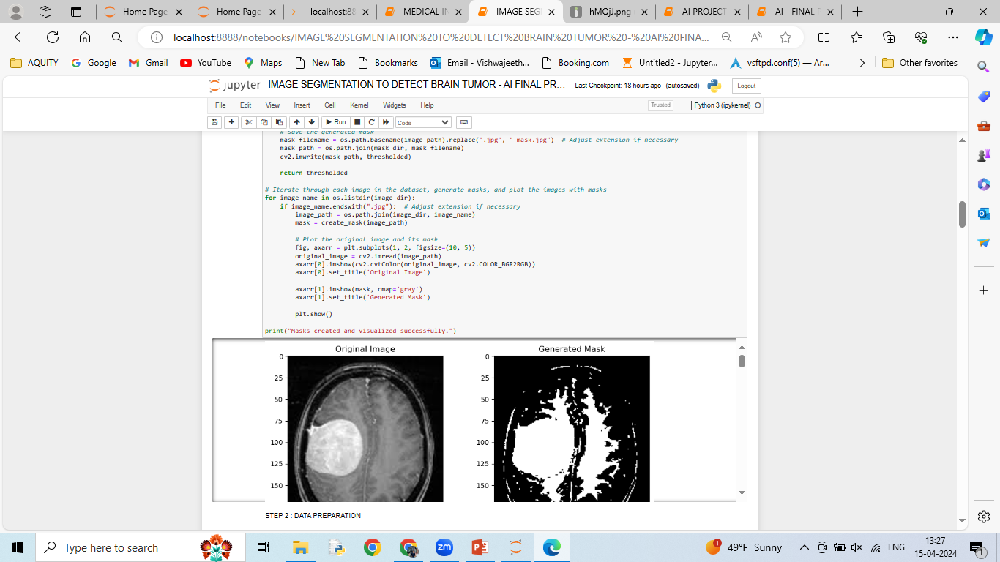 Home Page
Home Page
localhost:88
MEDICAL IN
IMAGE SEG
hMQjJ.png
AI PROJECT
AI - FINAL P
localhost:8888/notebooks/IMAGE%20SEGMENTATION%20TO%20DETECT%20BRAIN%20TUMOR%20-%20AI%20FINA...
AQUITY
Google
Gmail
YouTube
Maps
New Tab
Bookmarks
Email - Vishwajeeth...
Booking.com
Untitled2 - Jupyter...
vsftpd.conf(5) — Ar...
Other favorites
jupyter IMAGE SEGMENTATION TO DETECT BRAIN TUMOR - AI FINAL PR... Last Checkpoint: 18 hours ago (autosaved)
Logout
File Edit View Insert Cell Kernel Widgets Help
Trusted
Python 3 (ipykernel)
Run
Code
# Save the generated mask
mask_filename = os.path.basename(image_path).replace(".jpg", "_mask.jpg")  # Adjust extension if necessary
mask_path = os.path.join(mask_dir, mask_filename)
cv2.imwrite(mask_path, thresholded)
return thresholded
# Iterate through each image in the dataset, generate masks, and plot the images with masks
for image_name in os.listdir(image_dir):
if image_name.endswith(".jpg"):  # Adjust extension if necessary
image_path = os.path.join(image_dir, image_name)
mask = create_mask(image_path)
# Plot the original image and its mask
fig, axarr = plt.subplots(1, 2, figsize=(10, 5))
original_image = cv2.imread(image_path)
axarr[0].imshow(cv2.cvtColor(original_image, cv2.COLOR_BGR2RGB))
axarr[0].set_title('Original Image')
axarr[1].imshow(mask, cmap='gray')
axarr[1].set_title('Generated Mask')
plt.show()
print("Masks created and visualized successfully.")
Original Image
0
25
50
75
100
125
150
Generated Mask
0
25
50
75
100
125
150
STEP 2 : DATA PREPARATION
Type here to search
zm
1
49°F Sunny
ENG
13:27
15-04-2024
1